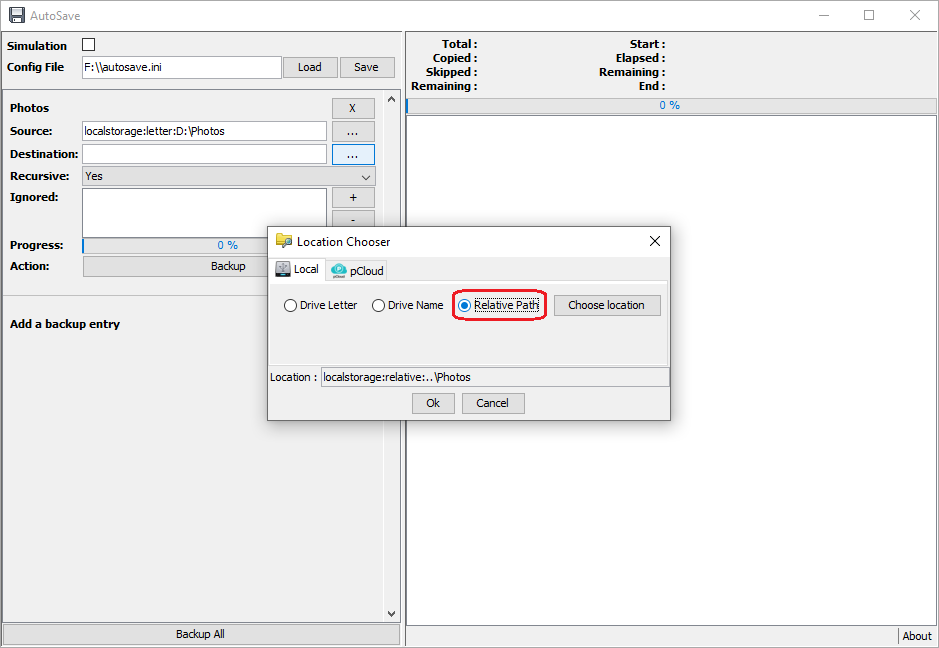 AutoSave
Simulation
Config File F:\\autosave.ini Load Save
Photos X
Source: localstorage:letter:D:\Photos ...
Destination: ...
Recursive: Yes
Ignored: +
-
Progress: 0 %
Action: Backup
Add a backup entry
Backup All
Total : Start :
Copied : Elapsed :
Skipped : Remaining :
Remaining : End :
0 %
Location Chooser
Local pCloud
Drive Letter Drive Name Relative Path Choose location
Location : localstorage:relative:..\Photos
Ok Cancel
About